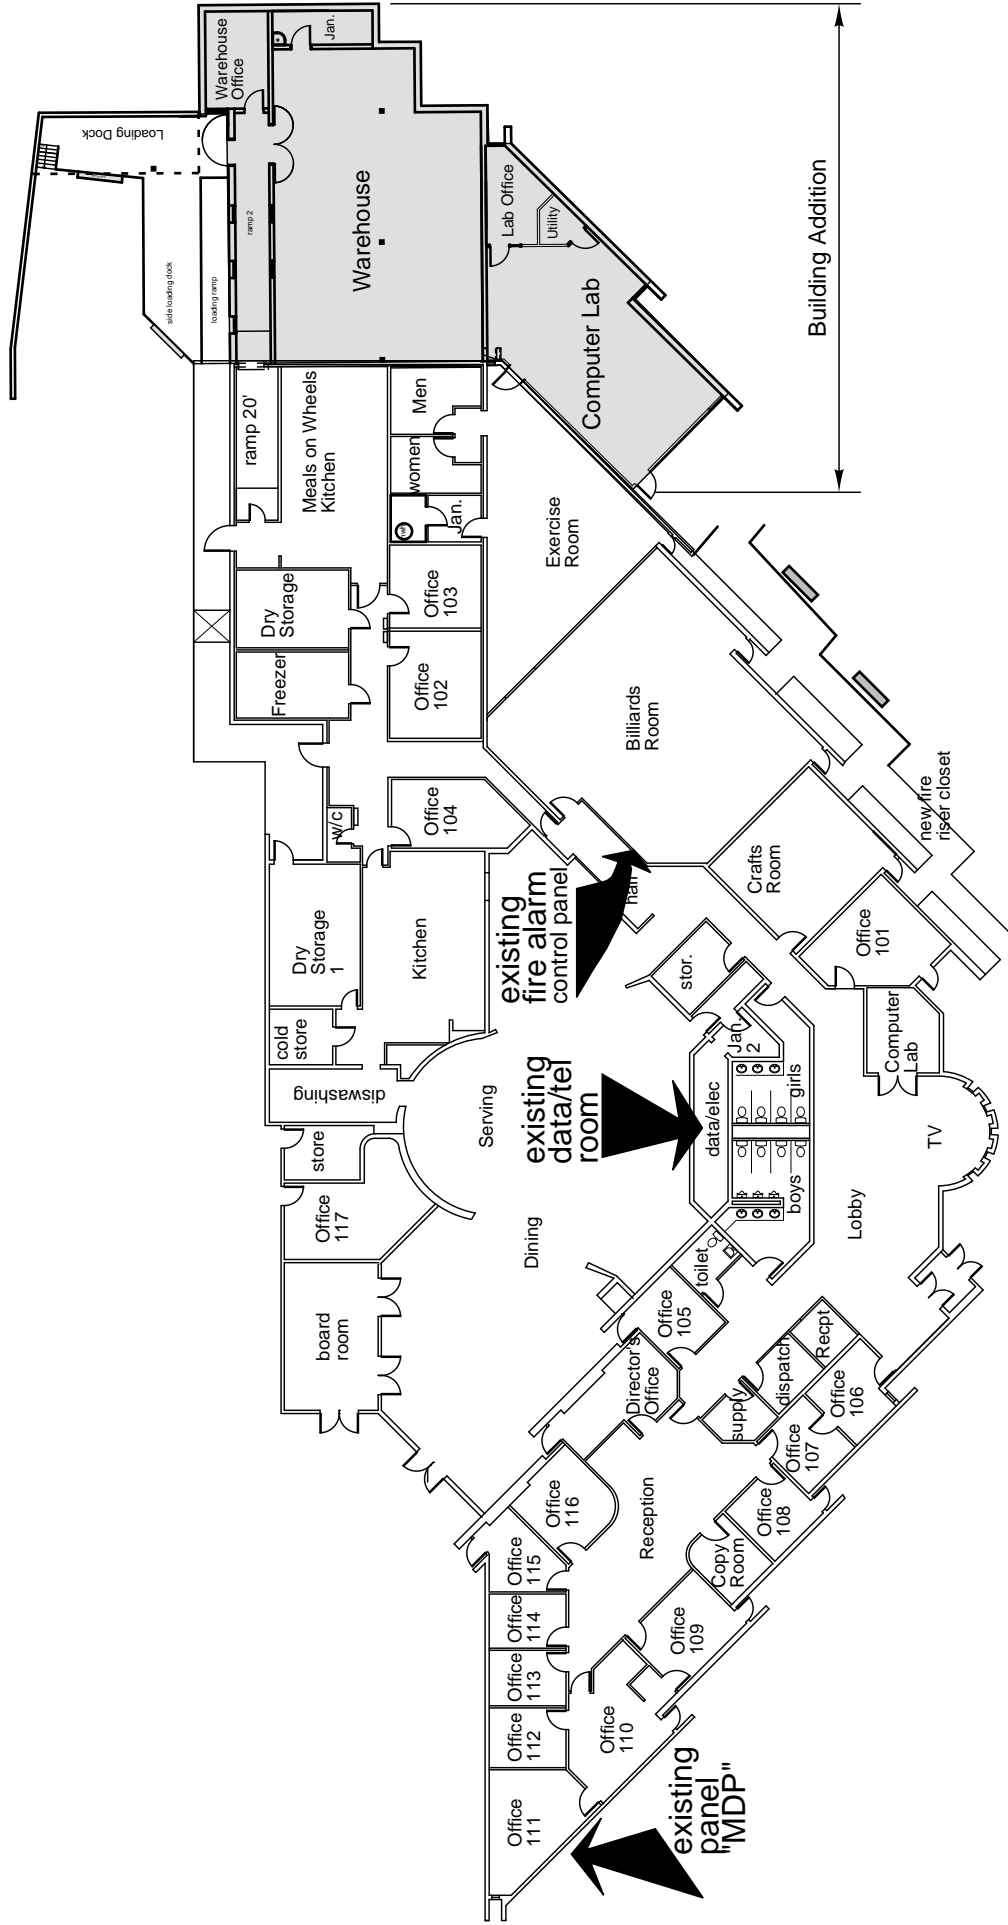 Loading Dock
side loading dock
loading ramp
ramp 2
Warehouse
Office
Jan.
Warehouse
Lab Office
Utility
Computer Lab
Building Addition
ramp 20'
Meals on Wheels
Kitchen
Men
women
Jan.
Dry
Storage
Freezer
Office
103
Office
102
Exercise
Room
Billiards
Room
w/c
Office
104
Dry
Storage
1
Kitchen
cold
store
diswashing
existing
fire alarm
control panel
hall
Crafts
Room
new fire
riser closet
Office
101
stor.
Jan.
2
Computer
Lab
store
Office
117
Serving
existing
data/tel
room
data/elec
girls
boys
TV
Lobby
Dining
board
room
toilet
Office
105
Director's
Office
supply
dispatch
Recpt
Office
106
Office
107
Office
108
Copy
Room
Office
109
Reception
Office
116
Office
115
Office
114
Office
113
Office
112
Office
111
Office
110
existing
panel
"MDP"